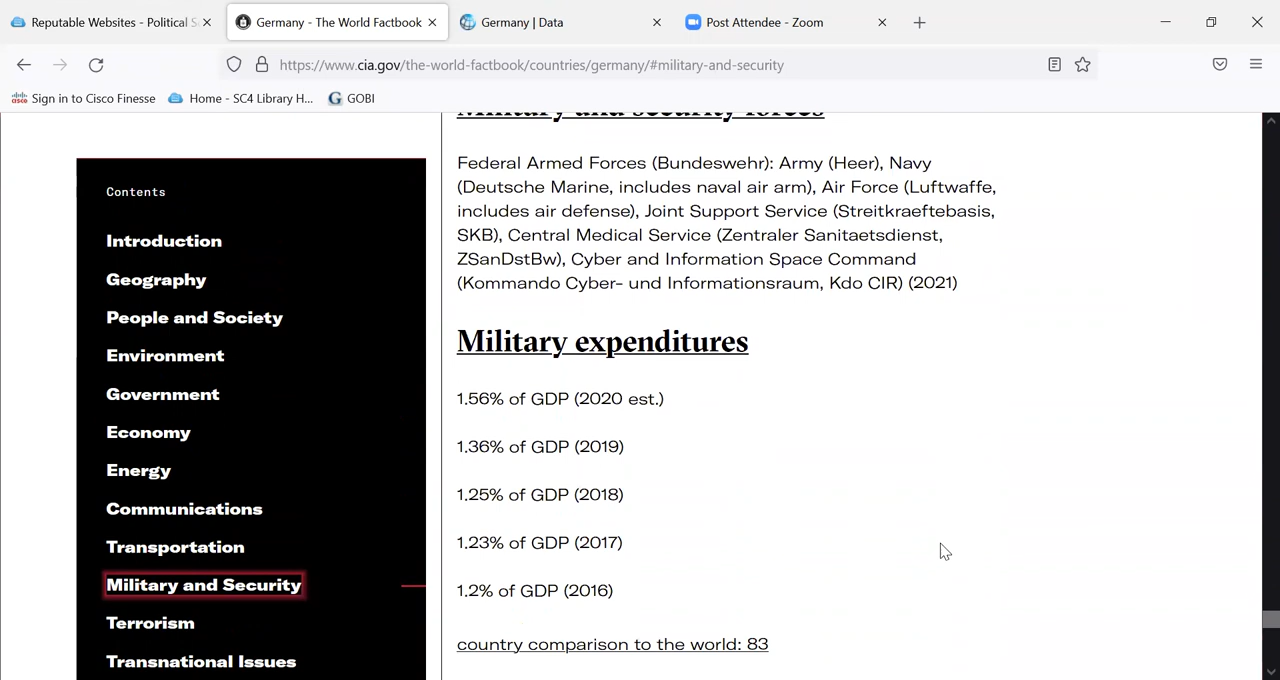 Reputable Websites - Political S
Germany - The World Factbook
Germany | Data
Post Attendee - Zoom
https://www.cia.gov/the-world-factbook/countries/germany/#military-and-security
Sign in to Cisco Finesse
Home - SC4 Library H...
GOBI
Contents
Introduction
Geography
People and Society
Environment
Government
Economy
Energy
Communications
Transportation
Military and Security
Terrorism
Transnational Issues
Military and security forces
Federal Armed Forces (Bundeswehr): Army (Heer), Navy
(Deutsche Marine, includes naval air arm), Air Force (Luftwaffe,
includes air defense), Joint Support Service (Streitkraeftebasis,
SKB), Central Medical Service (Zentraler Sanitaetsdienst,
ZSanDstBw), Cyber and Information Space Command
(Kommando Cyber- und Informationsraum, Kdo CIR) (2021)
Military expenditures
1.56% of GDP (2020 est.)
1.36% of GDP (2019)
1.25% of GDP (2018)
1.23% of GDP (2017)
1.2% of GDP (2016)
country comparison to the world: 83